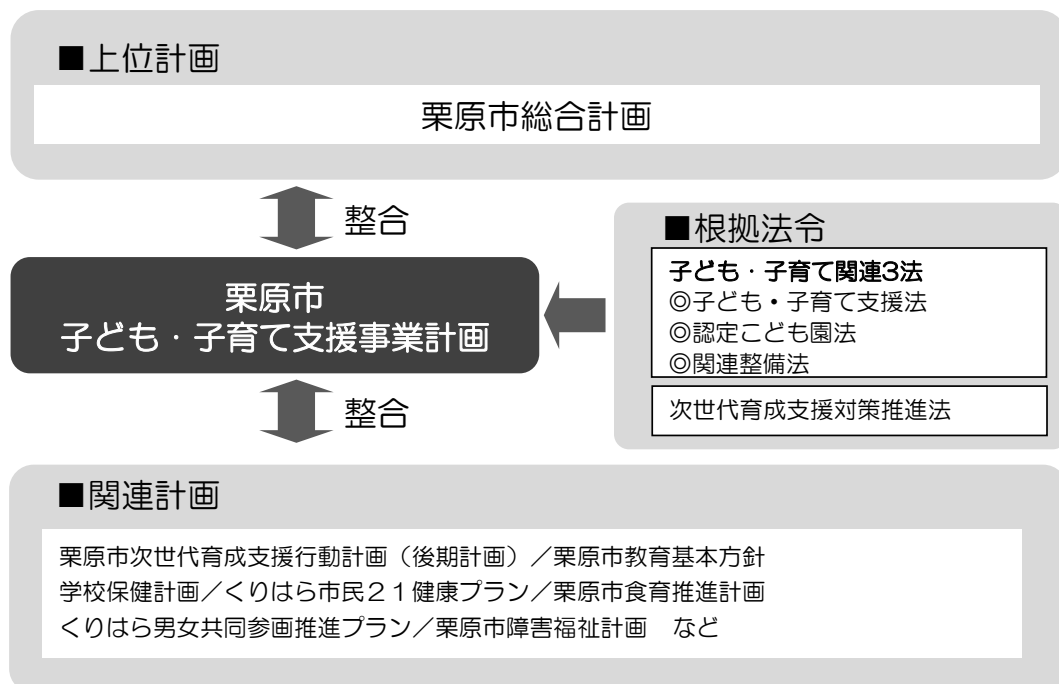 ■上位計画
栗原市総合計画
整合
■根拠法令
子ども・子育て関連3法
◎子ども・子育て支援法
◎認定こども園法
◎関連整備法
次世代育成支援対策推進法
栗原市
子ども・子育て支援事業計画
整合
■関連計画
栗原市次世代育成支援行動計画（後期計画）／栗原市教育基本方針
学校保健計画／くりはら市民２１健康プラン／栗原市食育推進計画
くりはら男女共同参画推進プラン／栗原市障害福祉計画　など